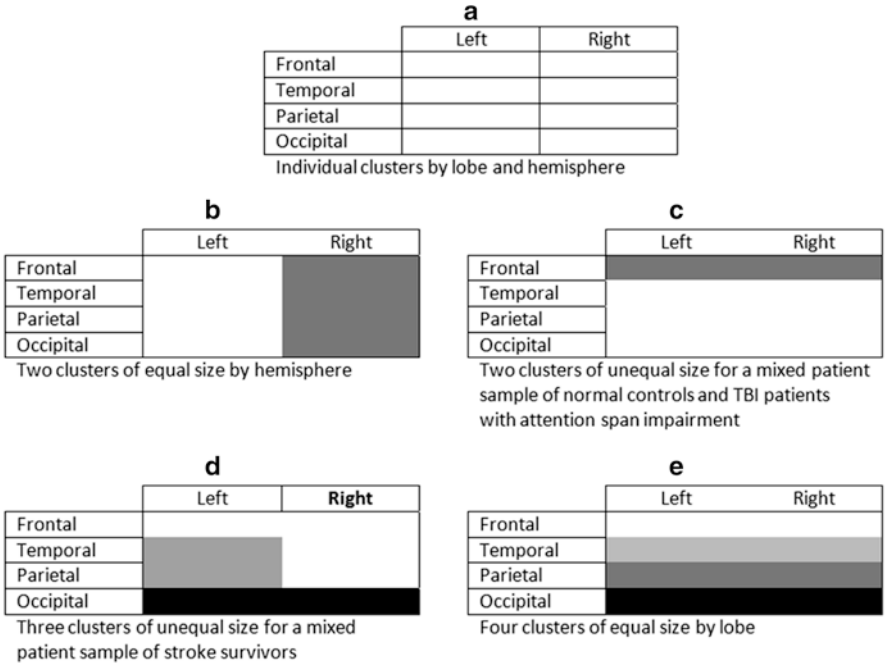 a
Left Right
Frontal
Temporal
Parietal
Occipital
Individual clusters by lobe and hemisphere
b
Left Right
Frontal
Temporal
Parietal
Occipital
Two clusters of equal size by hemisphere
c
Left Right
Frontal
Temporal
Parietal
Occipital
Two clusters of unequal size for a mixed patient
sample of normal controls and TBI patients
with attention span impairment
d
Left Right
Frontal
Temporal
Parietal
Occipital
Three clusters of unequal size for a mixed
patient sample of stroke survivors
e
Left Right
Frontal
Temporal
Parietal
Occipital
Four clusters of equal size by lobe